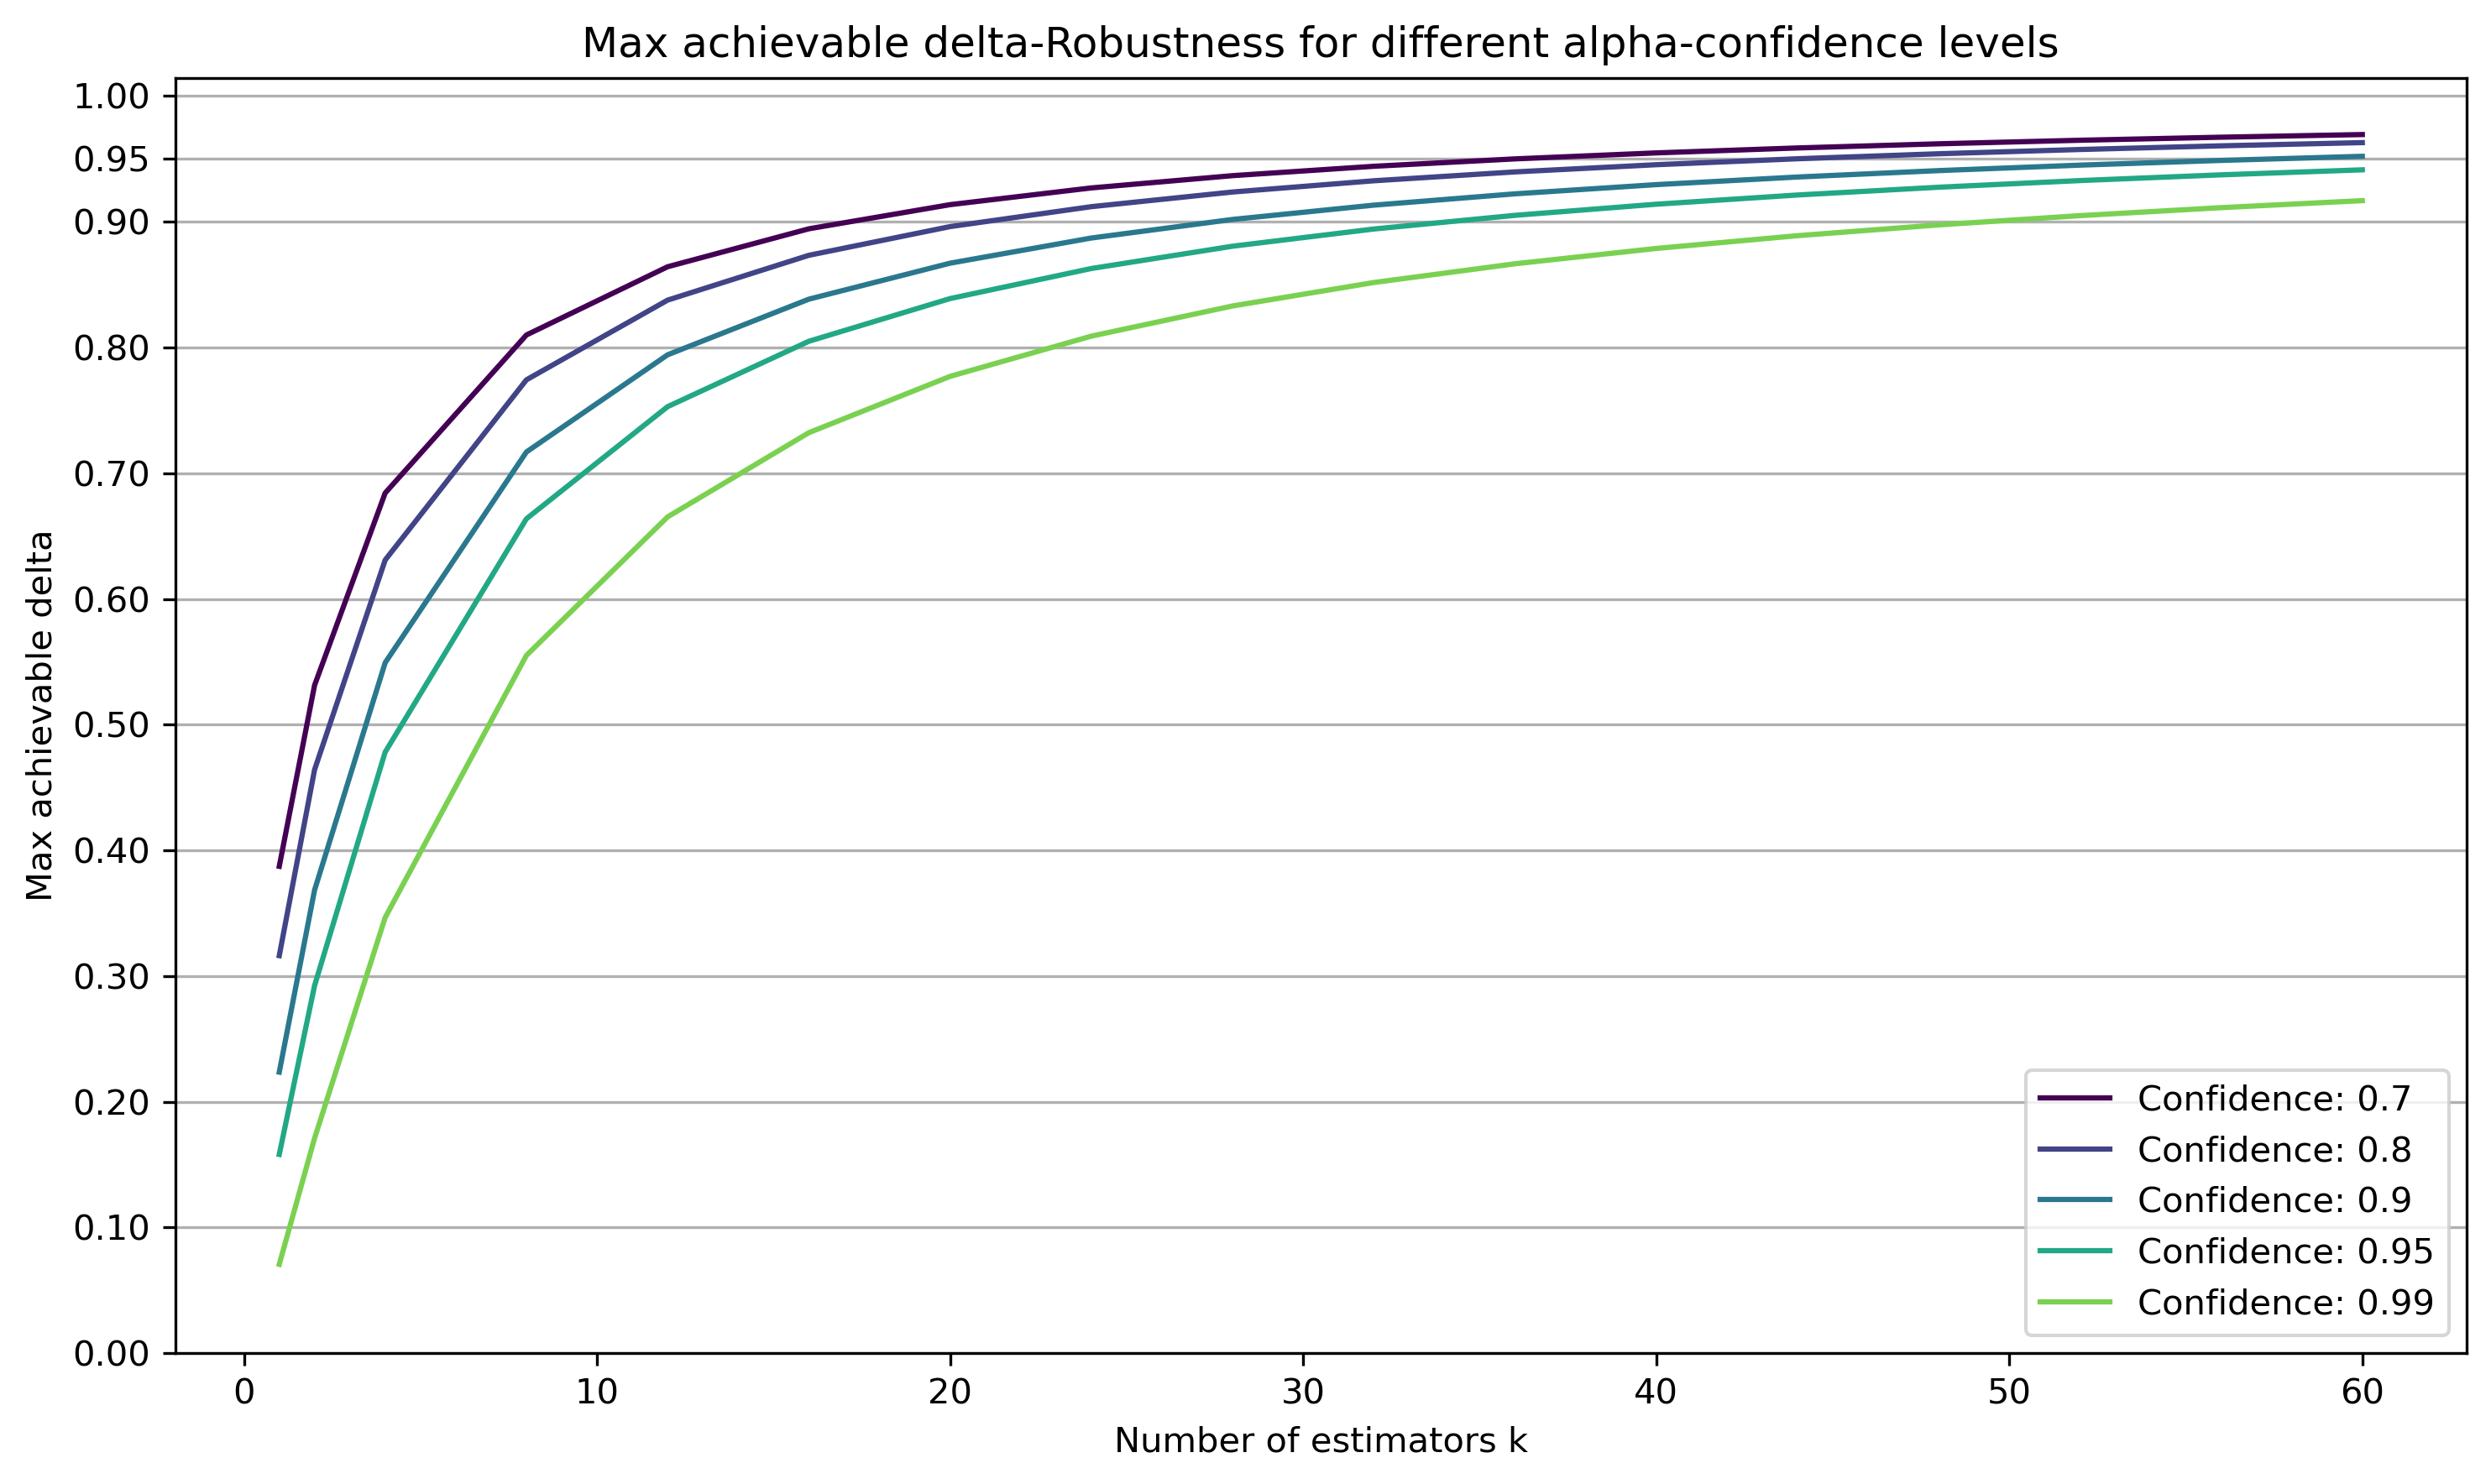 Max achievable delta-Robustness for different alpha-confidence levels
1.00
0.95
0.90
0.80
0.70
0.60
0.50
0.40
0.30
0.20
0.10
0.00
Max achievable delta
Confidence: 0.7
Confidence: 0.8
Confidence: 0.9
Confidence: 0.95
Confidence: 0.99
0 10 20 30 40 50 60
Number of estimators k